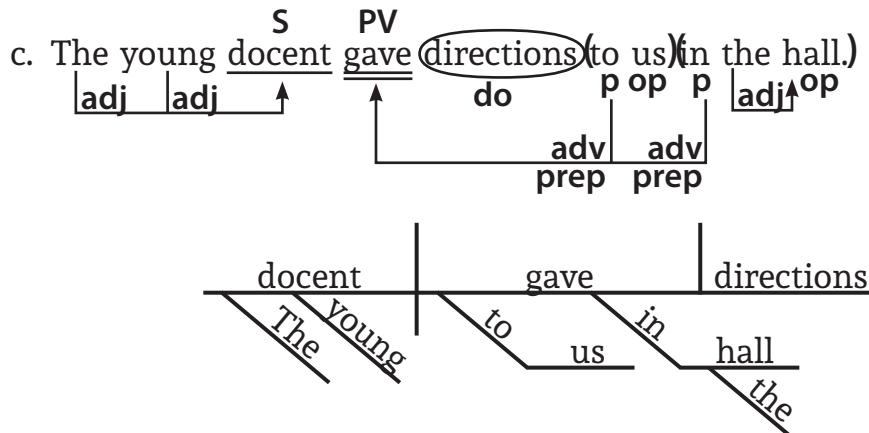 S PV
c. The young docent gave directions (to us)(in the hall.)
adj adj do p op p adj op
adv adv
prep prep
docent gave directions
The young to in
us hall
the